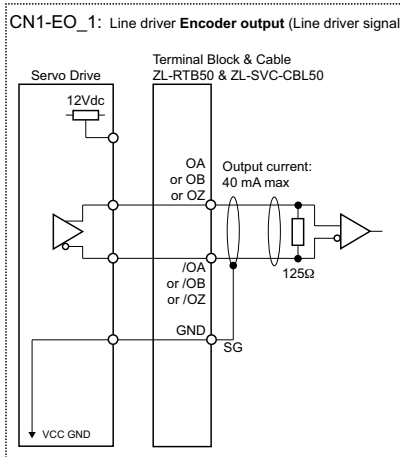 CN1-EO_1: Line driver Encoder output (Line driver signal
Terminal Block & Cable
ZL-RTB50 & ZL-SVC-CBL50
Servo Drive
12Vdc
OA
or OB
or OZ
Output current:
40 mA max
125Ω
/OA
or /OB
or /OZ
GND
SG
VCC GND